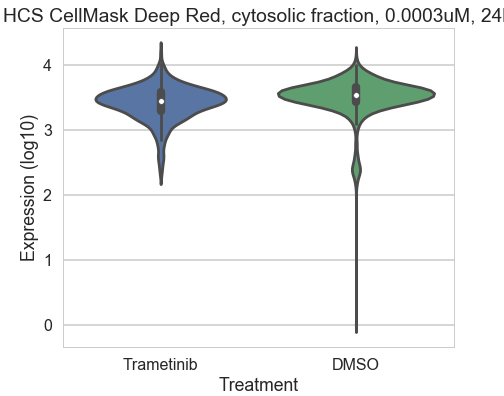 HCS CellMask Deep Red, cytosolic fraction, 0.0003uM, 24
Expression (log10)
4
3
2
1
0
Trametinib DMSO
Treatment